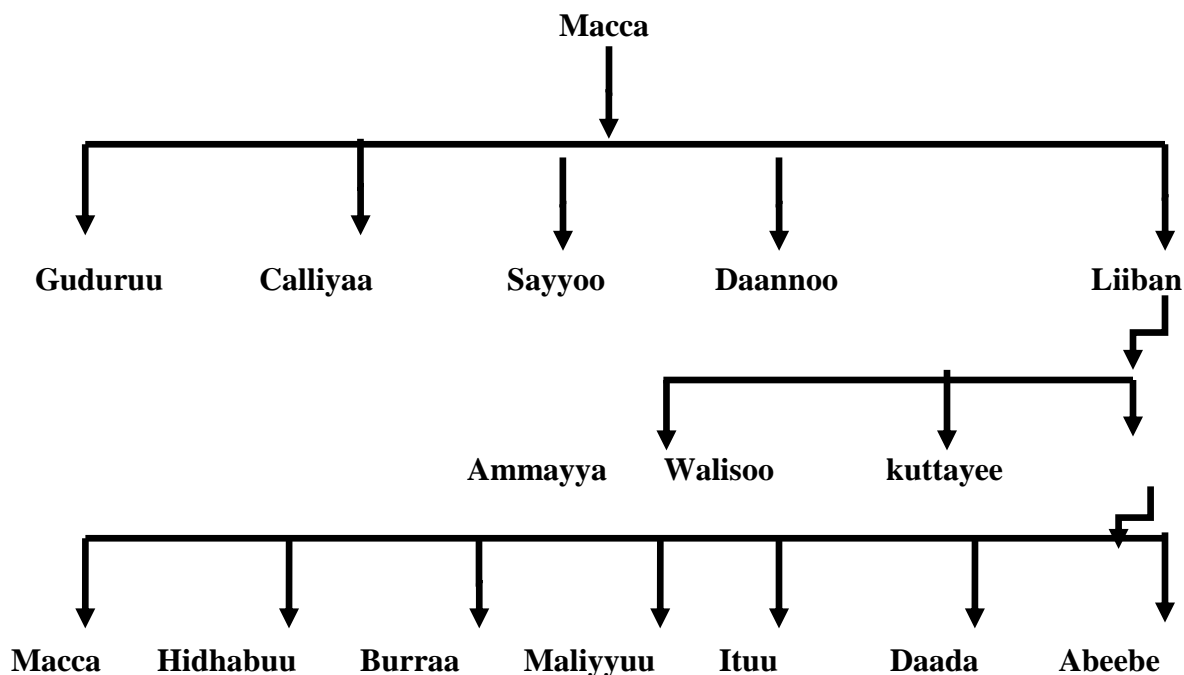 Macca
Guduruu Calliyaa Sayyoo Daannoo Liiban
Ammayya Walisoo kuttayee
Macca Hidhabuu Burraa Maliyyuu Ituu Daada Abeebe